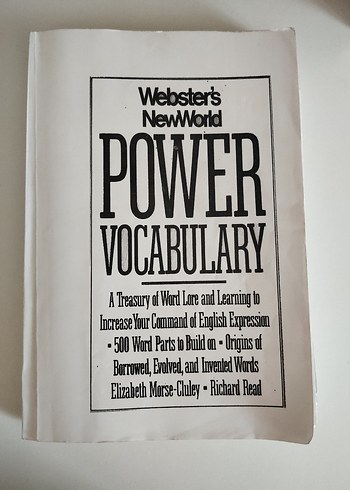 Webster's
NewWorld
POWER
VOCABULARY
A Treasury of Word Lore and Learning to
Increase Your Command of English Expression
▪ 500 Word Parts to Build on ▪ Origins of
Borrowed, Evolved, and Invented Words
Elizabeth Morse-Cluley ▪ Richard Read